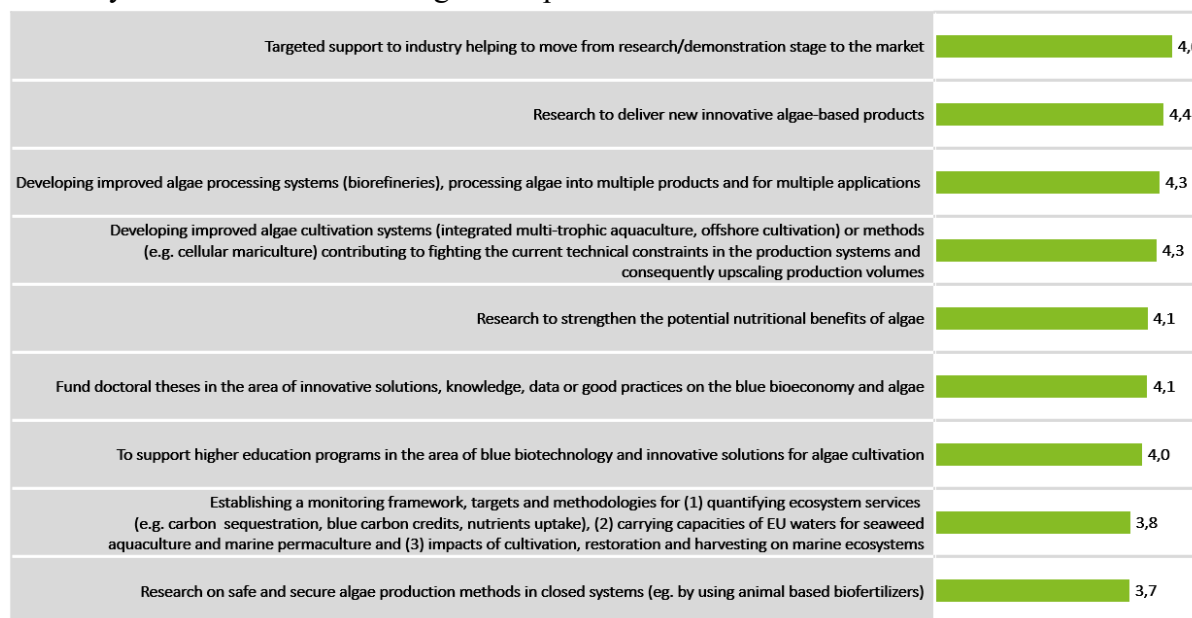 Targeted support to industry helping to move from research/demonstration stage to the market
Research to deliver new innovative algae-based products
4,4
Developing improved algae processing systems (biorefineries), processing algae into multiple products and for multiple applications
4,3
Developing improved algae cultivation systems (integrated multi-trophic aquaculture, offshore cultivation) or methods
(e.g. cellular mariculture) contributing to fighting the current technical constraints in the production systems and
consequently upscaling production volumes
4,3
Research to strengthen the potential nutritional benefits of algae
4,1
Fund doctoral theses in the area of innovative solutions, knowledge, data or good practices on the blue bioeconomy and algae
4,1
To support higher education programs in the area of blue biotechnology and innovative solutions for algae cultivation
4,0
Establishing a monitoring framework, targets and methodologies for (1) quantifying ecosystem services
(e.g. carbon sequestration, blue carbon credits, nutrients uptake), (2) carrying capacities of EU waters for seaweed
aquaculture and marine permaculture and (3) impacts of cultivation, restoration and harvesting on marine ecosystems
3,8
Research on safe and secure algae production methods in closed systems (eg. by using animal based biofertilizers)
3,7